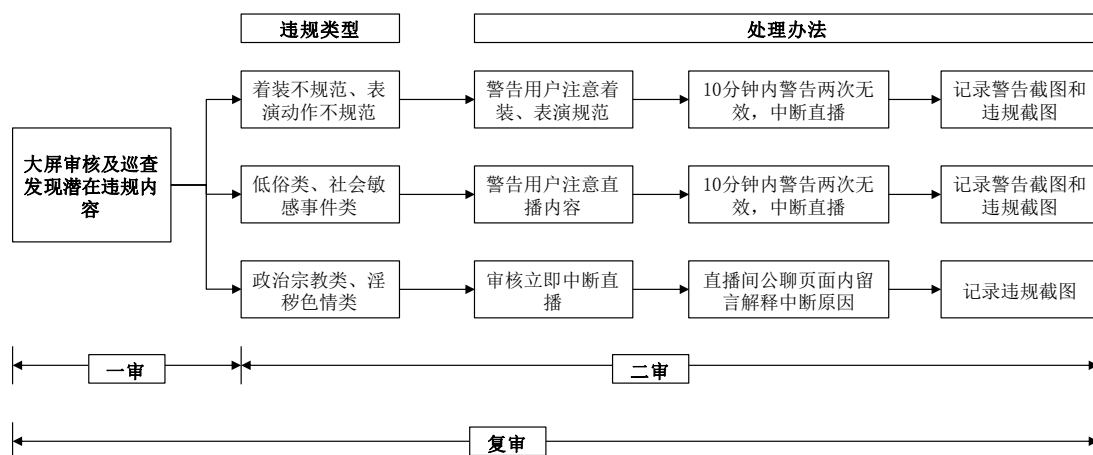 违规类型
处理办法
着装不规范、表
演动作不规范
警告用户注意着
装、表演规范
10分钟内警告两次无
效，中断直播
记录警告截图和
违规截图
大屏审核及巡查
发现潜在违规内
容
低俗类、社会敏
感事件类
警告用户注意直
播内容
10分钟内警告两次无
效，中断直播
记录警告截图和
违规截图
政治宗教类、淫
秽色情类
审核立即中断直
播
直播间公聊页面内留
言解释中断原因
记录违规截图
一审
二审
复审